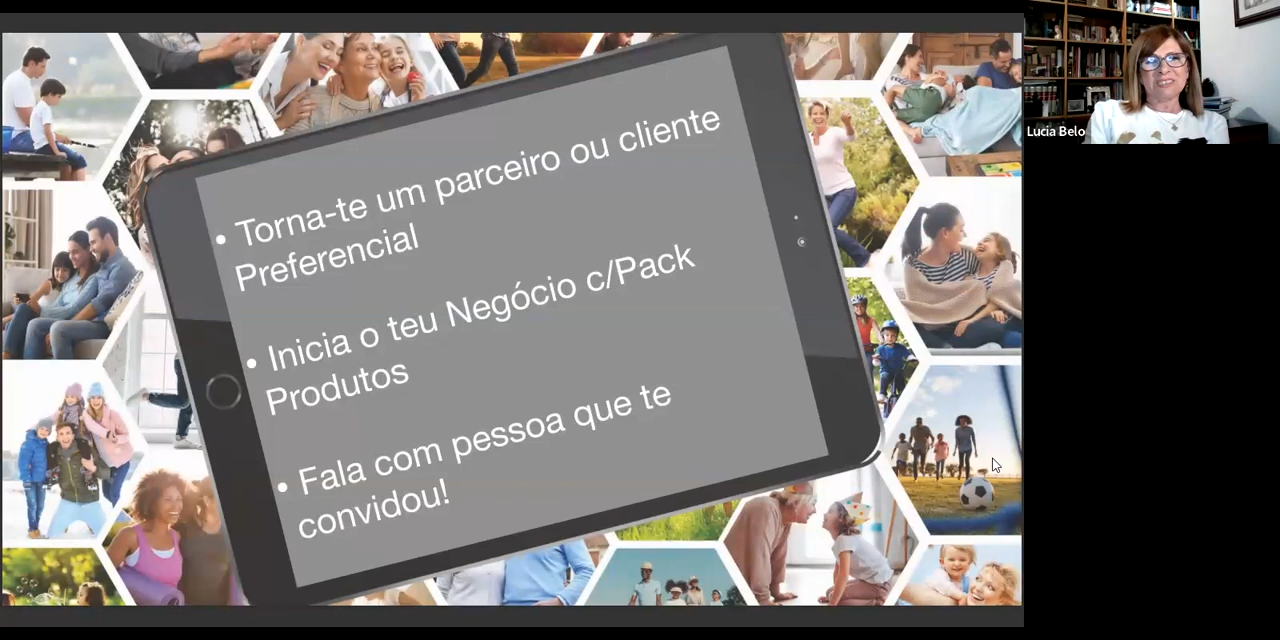 • Torna-te um parceiro ou cliente
Preferencial
• Inicia o teu Negócio c/Pack
Produtos
• Fala com pessoa que te
convidou!
Lucia Belo